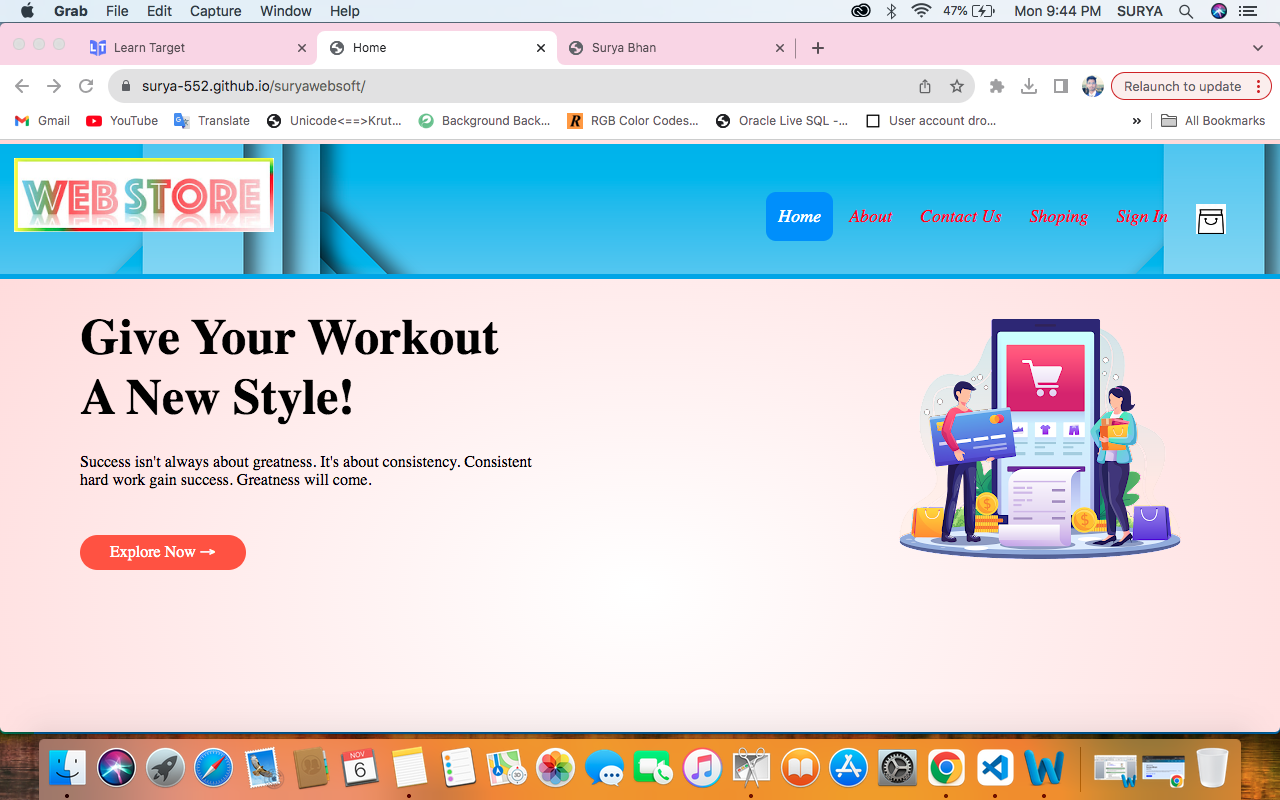 Grab File Edit Capture Window Help 47% Mon 9:44 PM SURYA
Learn Target Home Surya Bhan
surya-552.github.io/suryawebsoft/ Relaunch to update
Gmail YouTube Translate Unicode<==>Krut... Background Back... RGB Color Codes... Oracle Live SQL -... User account dro... » All Bookmarks
WEB STORE
Home About Contact Us Shoping Sign In
Give Your Workout
A New Style!
Success isn't always about greatness. It's about consistency. Consistent
hard work gain success. Greatness will come.
Explore Now →
NOV
6